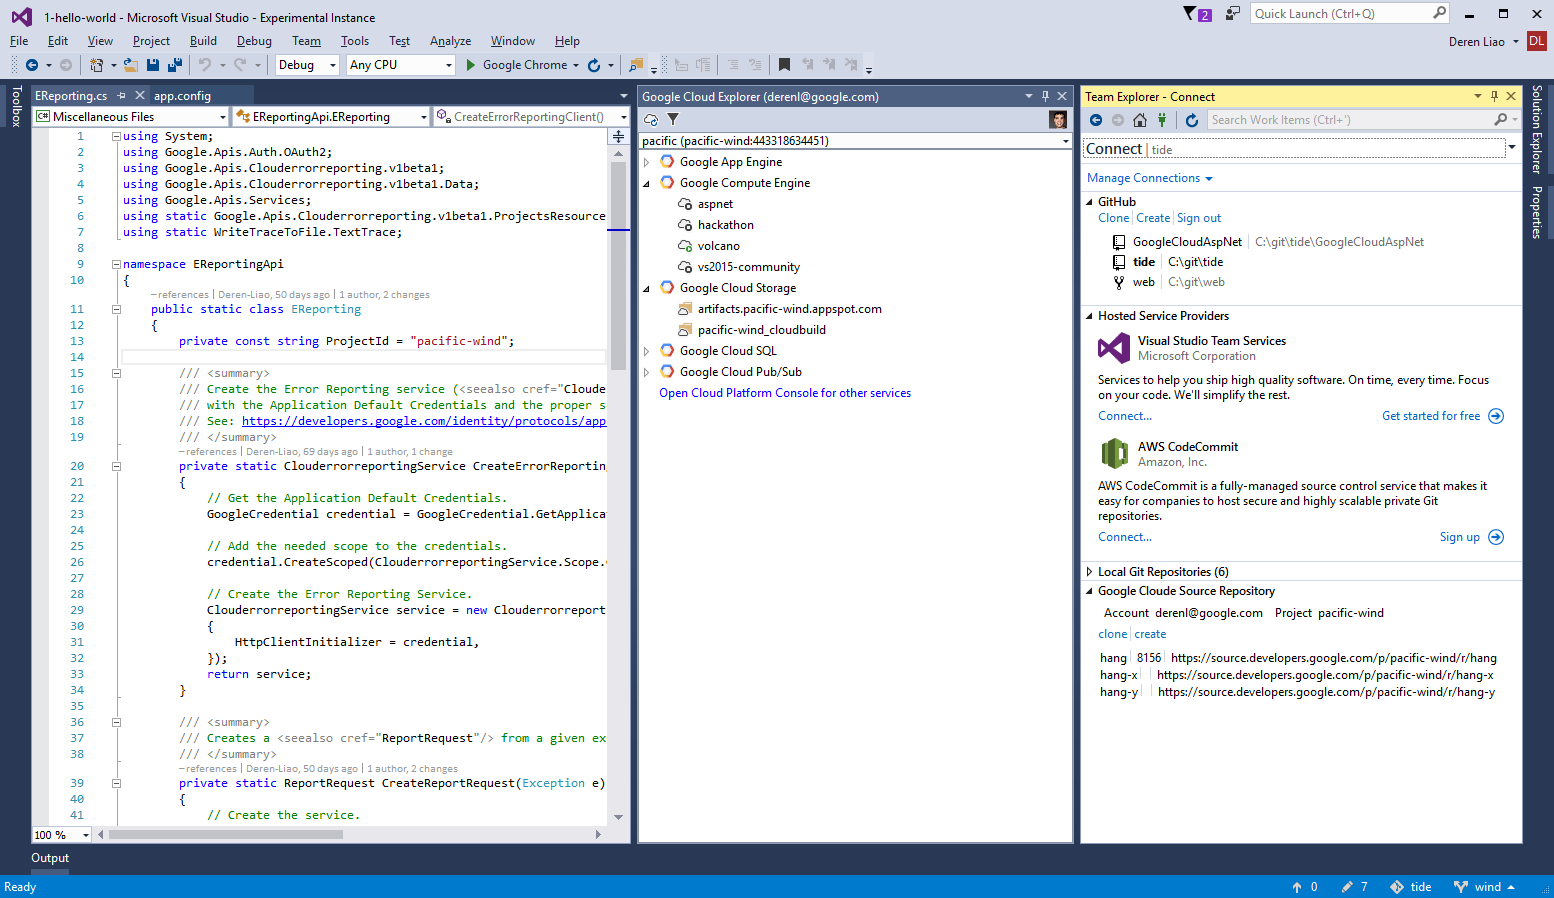 1-hello-world - Microsoft Visual Studio - Experimental Instance
2
Quick Launch (Ctrl+Q)
File Edit View Project Build Debug Team Tools Test Analyze Window Help
Deren Liao DL
Debug Any CPU Google Chrome
Toolbox
EReporting.cs app.config
C# Miscellaneous Files EReportingApi.EReporting CreateErrorReportingClient()
1 using System;
2 using Google.Apis.Auth.OAuth2;
3 using Google.Apis.Clouderrorreporting.v1beta1;
4 using Google.Apis.Clouderrorreporting.v1beta1.Data;
5 using Google.Apis.Services;
6 using static Google.Apis.Clouderrorreporting.v1beta1.ProjectsResource
7 using static WriteTraceToFile.TextTrace;
8
9 namespace EReportingApi
10 {
–references | Deren-Liao, 50 days ago | 1 author, 2 changes
11 public static class EReporting
12 {
13 private const string ProjectId = "pacific-wind";
14
15 /// <summary>
16 /// Create the Error Reporting service (<seealso cref="Cloude
17 /// with the Application Default Credentials and the proper s
18 /// See: https://developers.google.com/identity/protocols/app
19 /// </summary>
–references | Deren-Liao, 69 days ago | 1 author, 1 change
20 private static ClouderrorreportingService CreateErrorReporting
21 {
22 // Get the Application Default Credentials.
23 GoogleCredential credential = GoogleCredential.GetApplica
24
25 // Add the needed scope to the credentials.
26 credential.CreateScoped(ClouderrorreportingService.Scope.
27
28 // Create the Error Reporting Service.
29 ClouderrorreportingService service = new Clouderrorreport
30 {
31 HttpClientInitializer = credential,
32 });
33 return service;
34 }
35
36 /// <summary>
37 /// Creates a <seealso cref="ReportRequest"/> from a given ex
38 /// </summary>
–references | Deren-Liao, 50 days ago | 1 author, 2 changes
39 private static ReportRequest CreateReportRequest(Exception e)
40 {
41 // Create the service.
100 %
Google Cloud Explorer (derenl@google.com)
pacific (pacific-wind:443318634451)
Google App Engine
Google Compute Engine
aspnet
hackathon
volcano
vs2015-community
Google Cloud Storage
artifacts.pacific-wind.appspot.com
pacific-wind_cloudbuild
Google Cloud SQL
Google Cloud Pub/Sub
Open Cloud Platform Console for other services
Team Explorer - Connect
Search Work Items (Ctrl+')
Connect | tide
Manage Connections
GitHub
Clone Create Sign out
GoogleCloudAspNet C:\git\tide\GoogleCloudAspNet
tide C:\git\tide
web C:\git\web
Hosted Service Providers
Visual Studio Team Services
Microsoft Corporation
Services to help you ship high quality software. On time, every time. Focus
on your code. We'll simplify the rest.
Connect... Get started for free
AWS CodeCommit
Amazon, Inc.
AWS CodeCommit is a fully-managed source control service that makes it
easy for companies to host secure and highly scalable private Git
repositories.
Connect... Sign up
Local Git Repositories (6)
Google Cloude Source Repository
Account derenl@google.com Project pacific-wind
clone create
hang 8156 https://source.developers.google.com/p/pacific-wind/r/hang
hang-x https://source.developers.google.com/p/pacific-wind/r/hang-x
hang-y https://source.developers.google.com/p/pacific-wind/r/hang-y
Solution Explorer
Properties
Output
Ready 0 7 tide wind